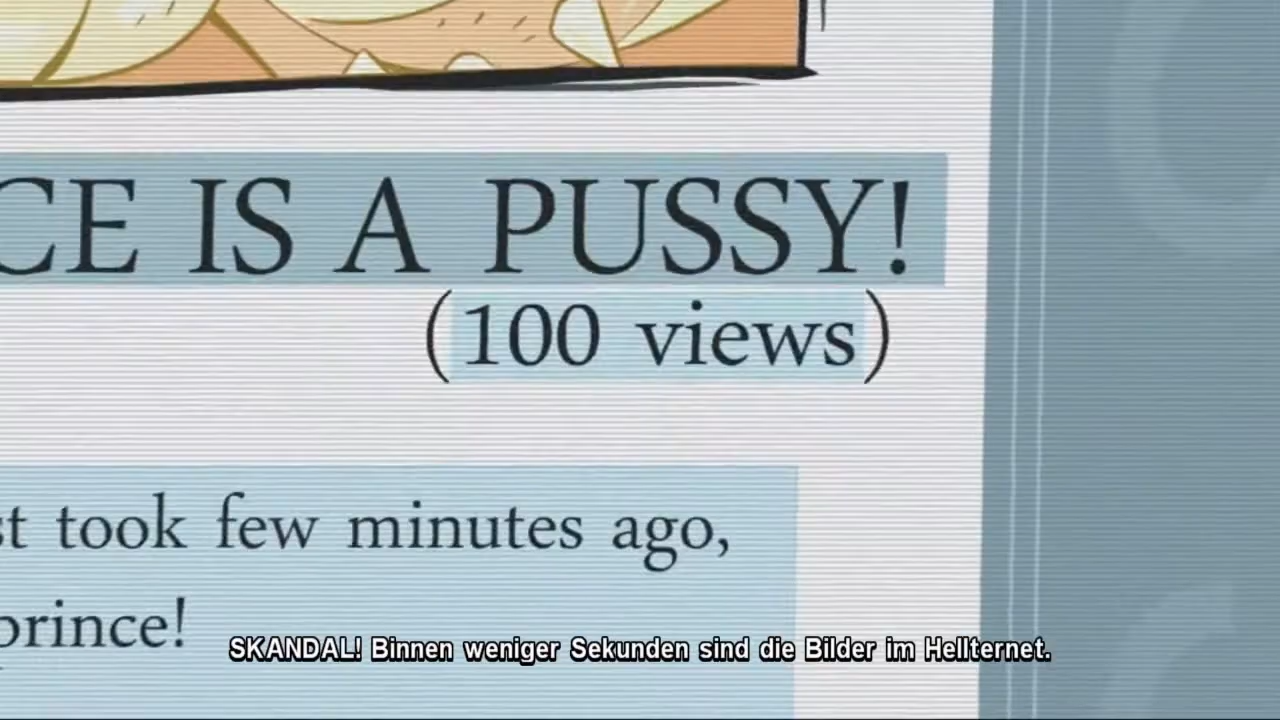 CE IS A PUSSY!
(100 views)
st took few minutes ago,
prince!
SKANDAL! Binnen weniger Sekunden sind die Bilder im Hellternet.